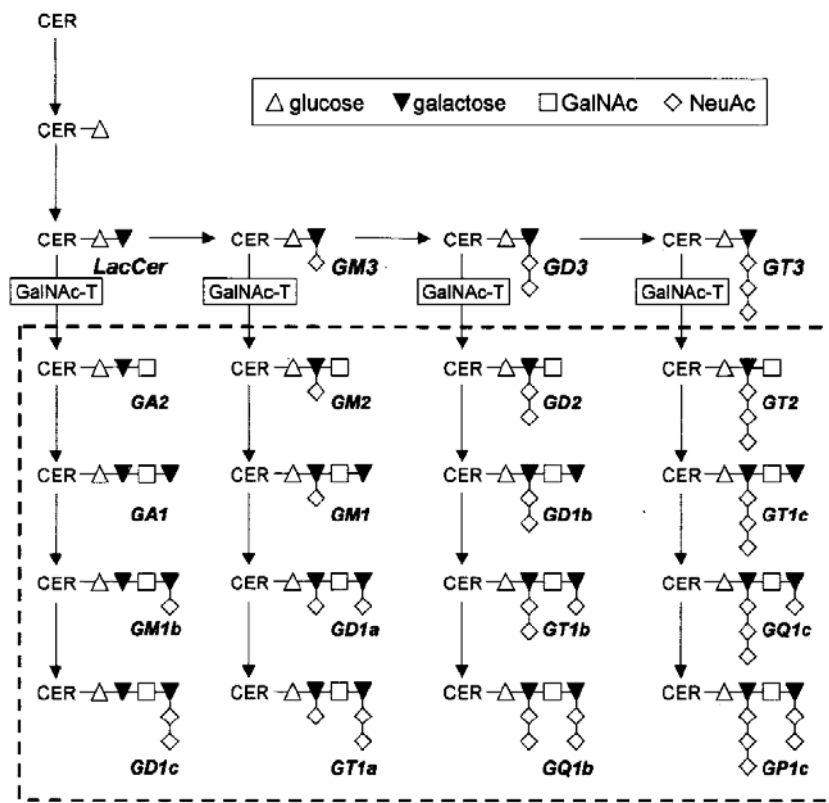 CER
glucose galactose GalNAc NeuAc
CER
CER CER CER CER
LacCer GM3 GD3 GT3
GalNAc-T GalNAc-T GalNAc-T GalNAc-T
CER CER CER CER
GA2 GM2 GD2 GT2
CER CER CER CER
GA1 GM1 GD1b GT1c
CER CER CER CER
GM1b GD1a GT1b GQ1c
CER CER CER CER
GD1c GT1a GQ1b GP1c